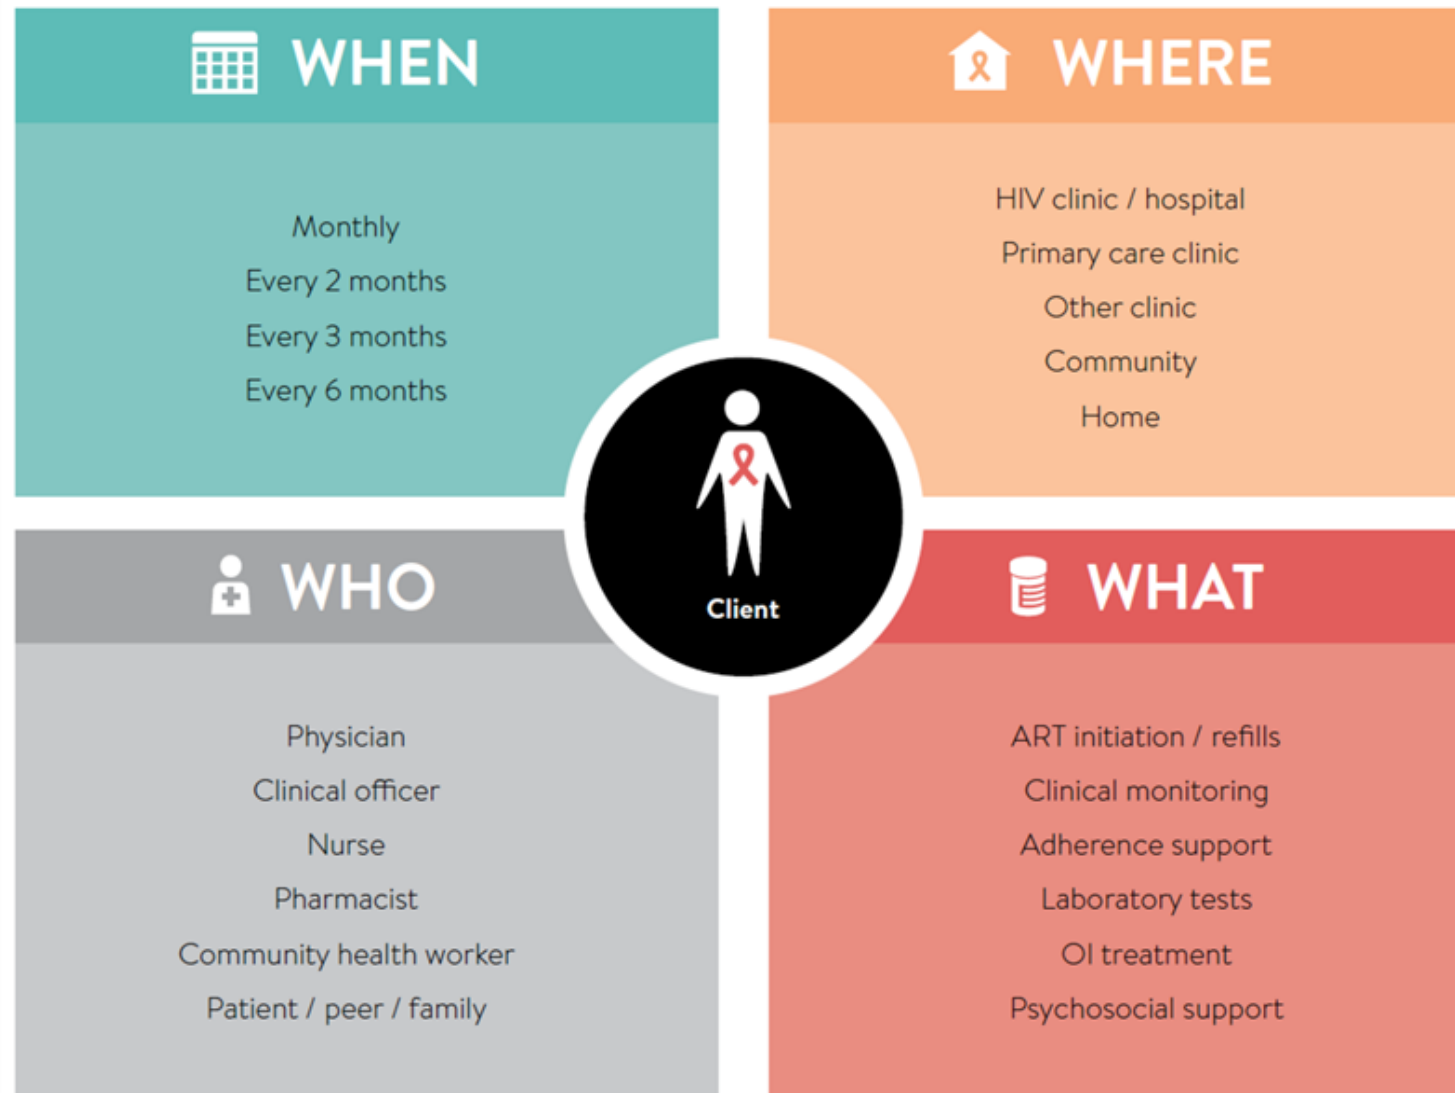 WHEN
Monthly
Every 2 months
Every 3 months
Every 6 months
WHERE
HIV clinic / hospital
Primary care clinic
Other clinic
Community
Home
Client
WHO
Physician
Clinical officer
Nurse
Pharmacist
Community health worker
Patient / peer / family
WHAT
ART initiation / refills
Clinical monitoring
Adherence support
Laboratory tests
OI treatment
Psychosocial support